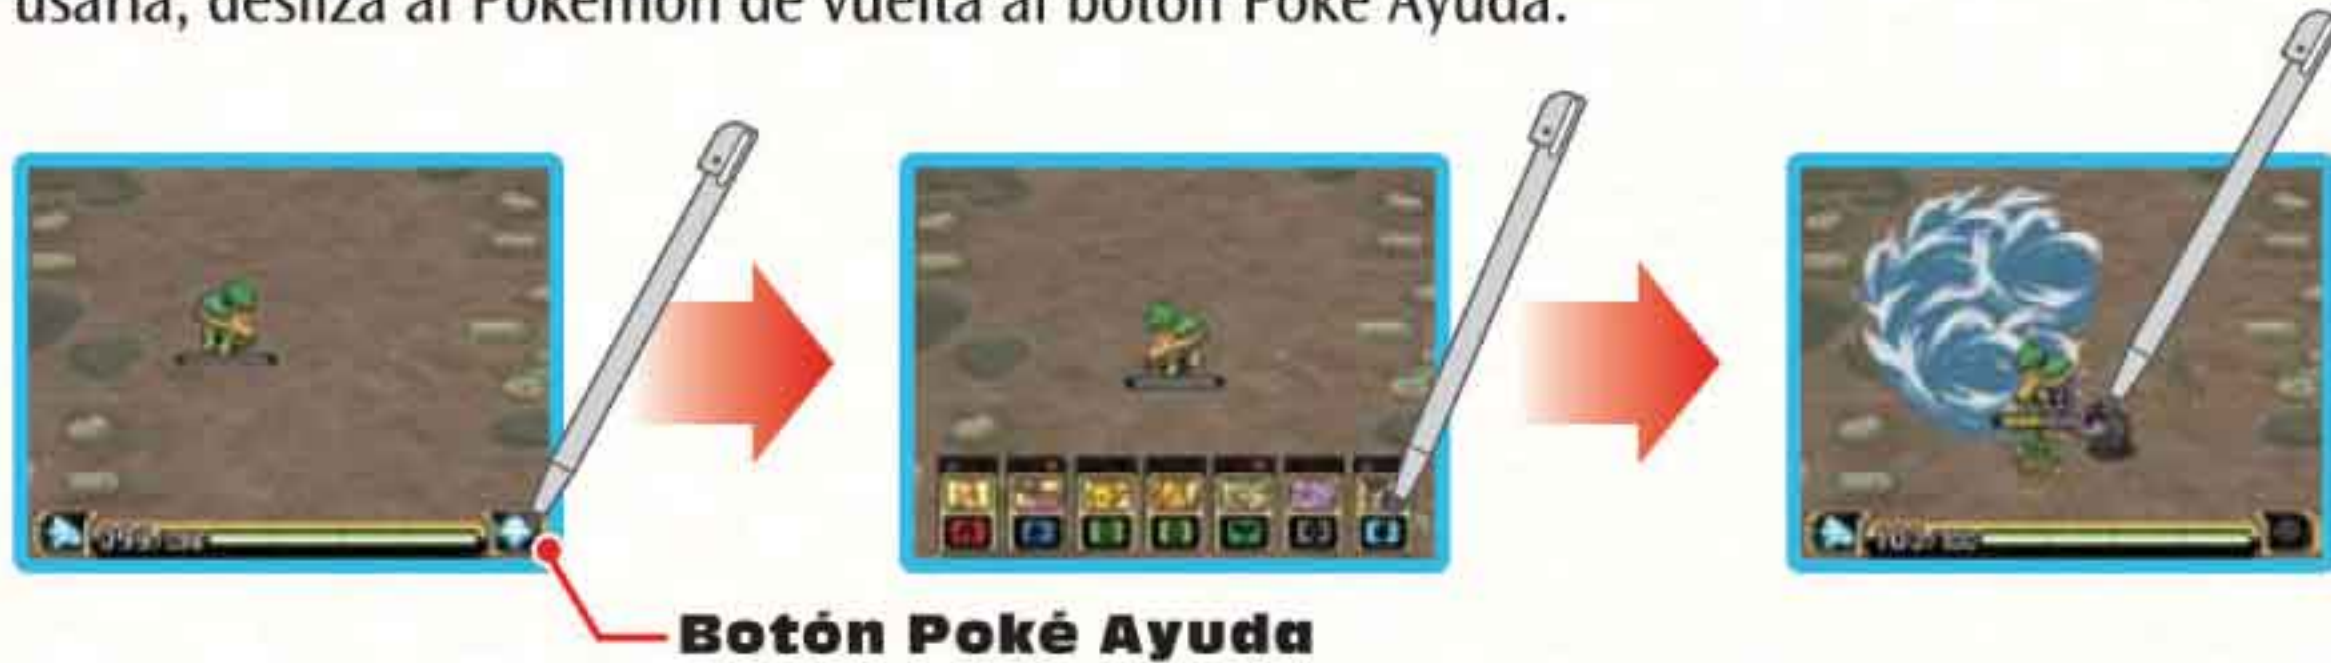 usarla, desliza al Pokémon de vuelta al botón Poké Ayuda.
Botón Poké Ayuda